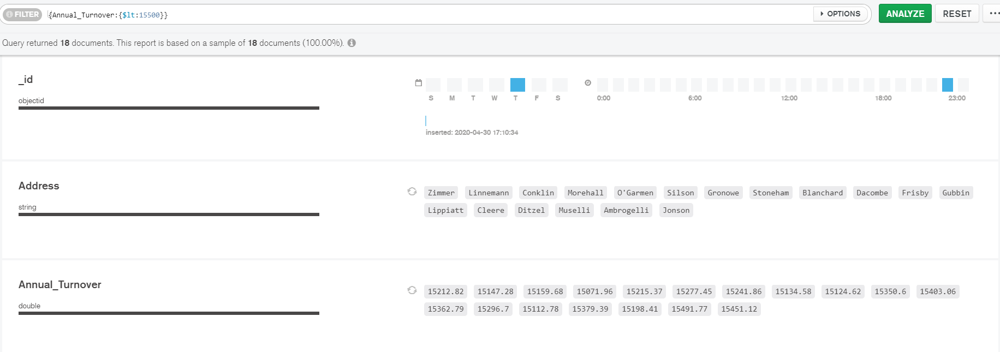 FILTER {Annual_Turnover:{$lt:15500}} OPTIONS ANALYZE RESET ...
Query returned 18 documents. This report is based on a sample of 18 documents (100.00%).
_id
objectid
S M T W T F S 0:00 6:00 12:00 18:00 23:00
inserted: 2020-04-30 17:10:34
Address
string
Zimmer Linnemann Conklin Morehall O'Garmen Silson Gronowe Stoneham Blanchard Dacombe Frisby Gubbin
Lippiatt Cleere Ditzel Muselli Ambrogelli Jonson
Annual_Turnover
double
15212.82 15147.28 15159.68 15071.96 15215.37 15277.45 15241.86 15134.58 15124.62 15350.6 15403.06
15362.79 15296.7 15112.78 15379.39 15198.41 15491.77 15451.12